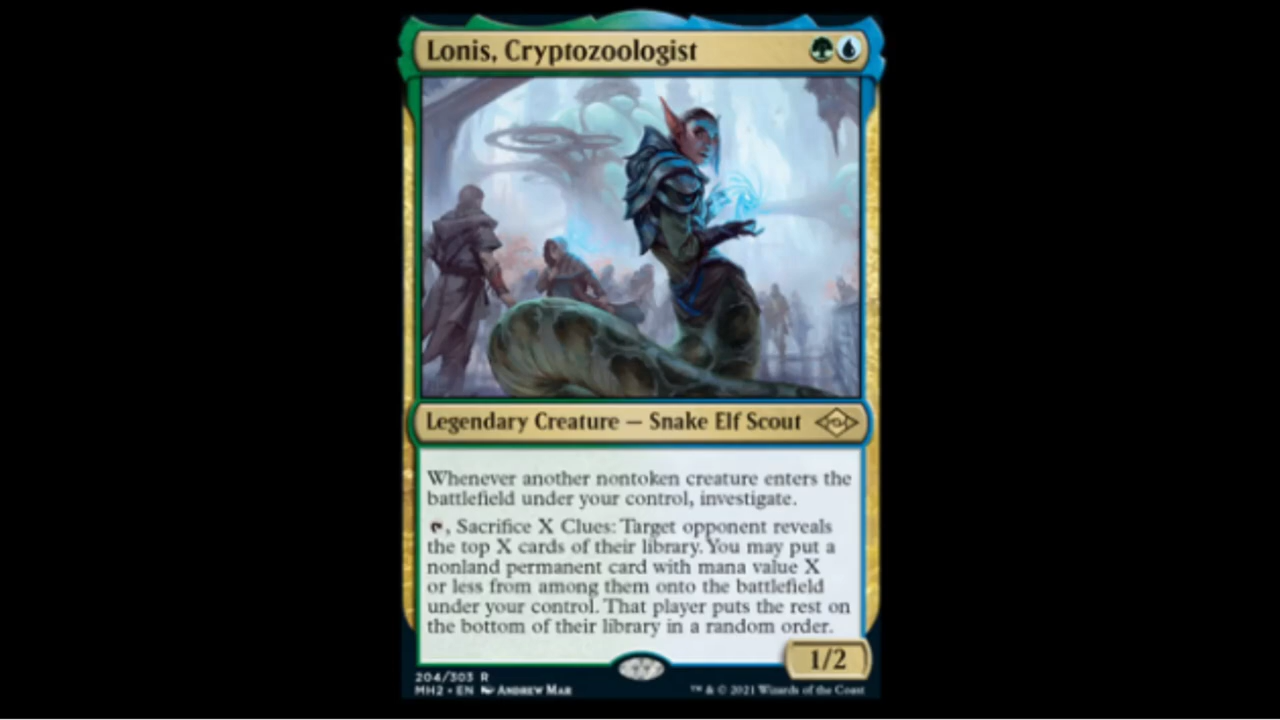 Lonis, Cryptozoologist
Legendary Creature — Snake Elf Scout
Whenever another nontoken creature enters the
battlefield under your control, investigate.
, Sacrifice X Clues: Target opponent reveals
the top X cards of their library. You may put a
nonland permanent card with mana value X
or less from among them onto the battlefield
under your control. That player puts the rest on
the bottom of their library in a random order.
1/2
204/303 R
MH2 • EN Andrew Mar
™ & © 2021 Wizards of the Coast